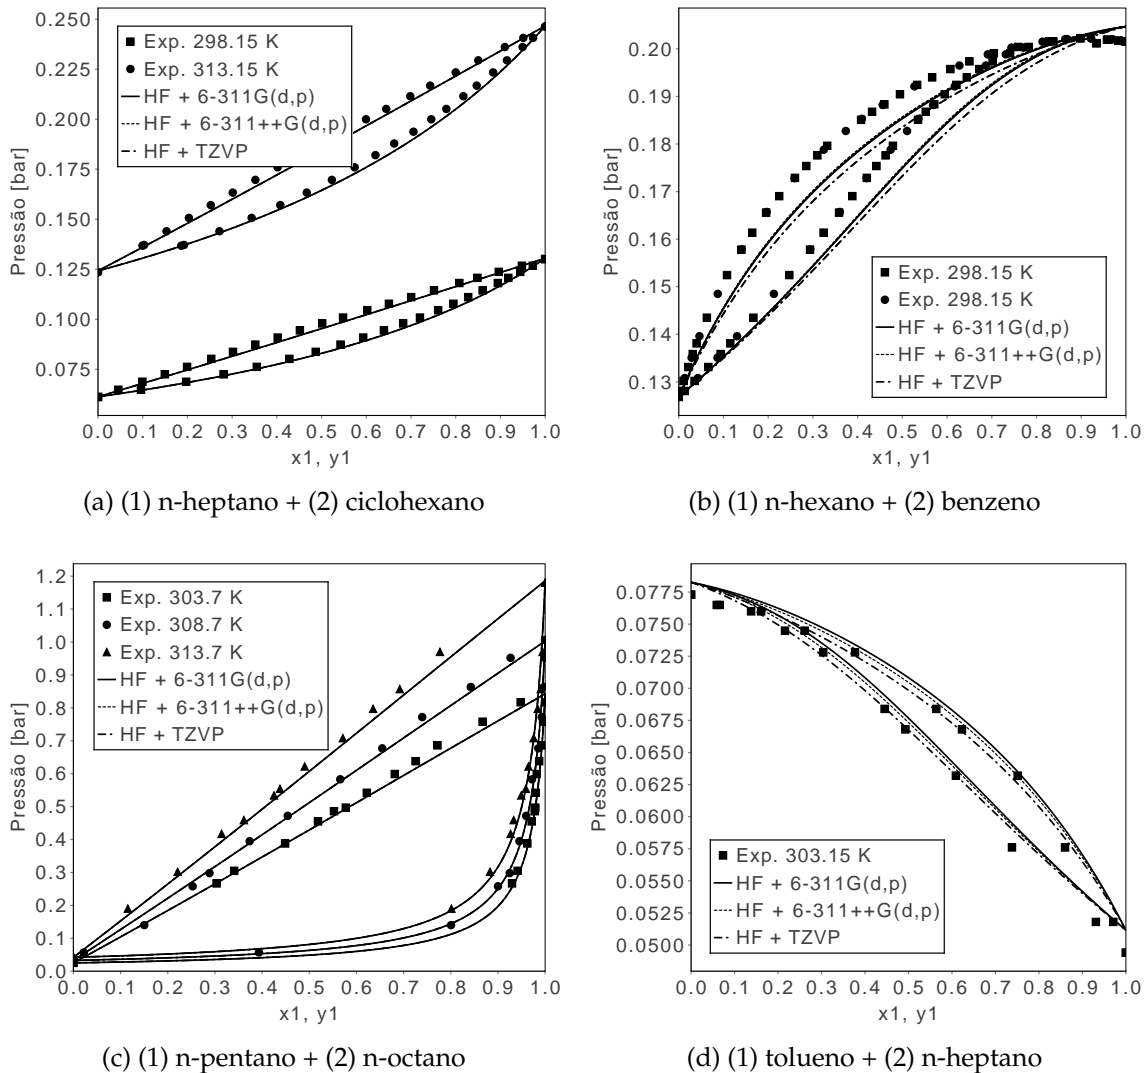 0.250
0.225
0.200
0.175
0.150
0.125
0.100
0.075
Pressão [bar]
Exp. 298.15 K
Exp. 313.15 K
HF + 6-311G(d,p)
HF + 6-311++G(d,p)
HF + TZVP
0.0 0.1 0.2 0.3 0.4 0.5 0.6 0.7 0.8 0.9 1.0
x1, y1
(a) (1) n-heptano + (2) ciclohexano
0.20
0.19
0.18
0.17
0.16
0.15
0.14
0.13
Pressão [bar]
Exp. 298.15 K
Exp. 298.15 K
HF + 6-311G(d,p)
HF + 6-311++G(d,p)
HF + TZVP
0.0 0.1 0.2 0.3 0.4 0.5 0.6 0.7 0.8 0.9 1.0
x1, y1
(b) (1) n-hexano + (2) benzeno
1.2
1.1
1.0
0.9
0.8
0.7
0.6
0.5
0.4
0.3
0.2
0.1
0.0
Pressão [bar]
Exp. 303.7 K
Exp. 308.7 K
Exp. 313.7 K
HF + 6-311G(d,p)
HF + 6-311++G(d,p)
HF + TZVP
0.0 0.1 0.2 0.3 0.4 0.5 0.6 0.7 0.8 0.9 1.0
x1, y1
(c) (1) n-pentano + (2) n-octano
0.0775
0.0750
0.0725
0.0700
0.0675
0.0650
0.0625
0.0600
0.0575
0.0550
0.0525
0.0500
Pressão [bar]
Exp. 303.15 K
HF + 6-311G(d,p)
HF + 6-311++G(d,p)
HF + TZVP
0.0 0.1 0.2 0.3 0.4 0.5 0.6 0.7 0.8 0.9 1.0
x1, y1
(d) (1) tolueno + (2) n-heptano